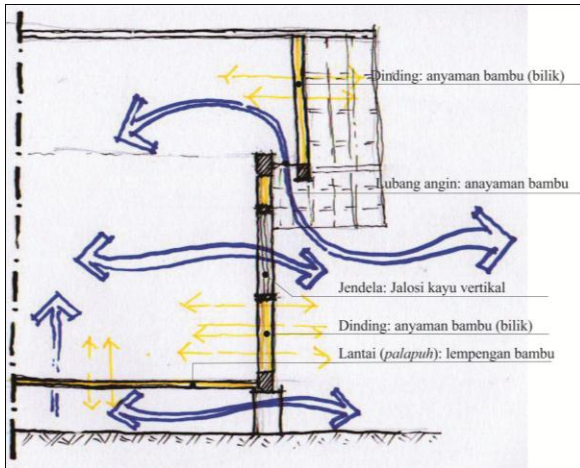 Dinding: anyaman bambu (bilik)
Lubang angin: anayaman bambu
Jendela: Jalosi kayu vertikal
Dinding: anyaman bambu (bilik)
Lantai (palapuh): lempengan bambu